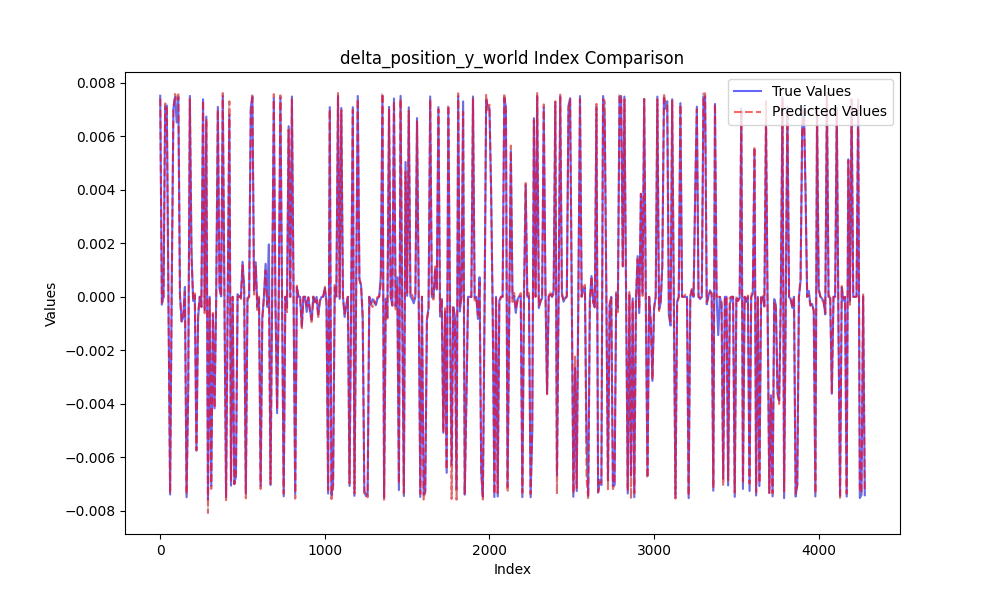 delta_position_y_world Index Comparison
True Values
Predicted Values
0.008
0.006
0.004
0.002
0.000
−0.002
−0.004
−0.006
−0.008
Values
0 1000 2000 3000 4000
Index